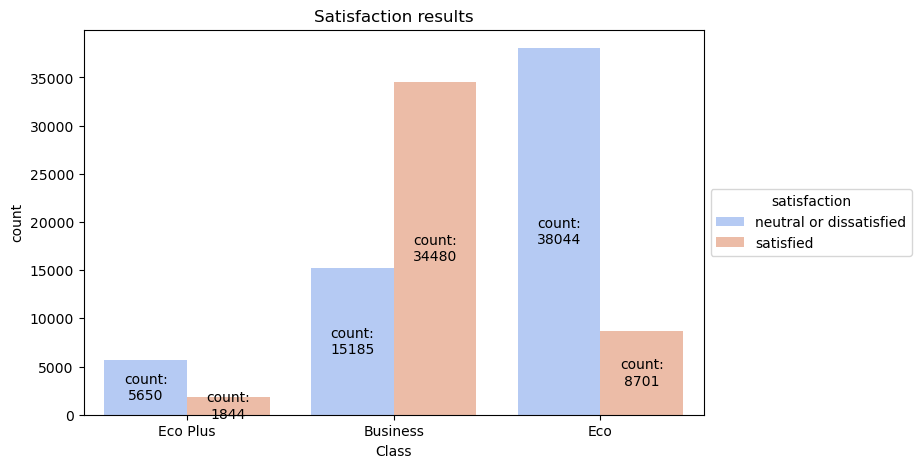 Satisfaction results
count
35000
30000
25000
20000
15000
10000
5000
0
count:
5650
count:
1844
count:
15185
count:
34480
count:
38044
count:
8701
Eco Plus
Business
Eco
Class
satisfaction
neutral or dissatisfied
satisfied